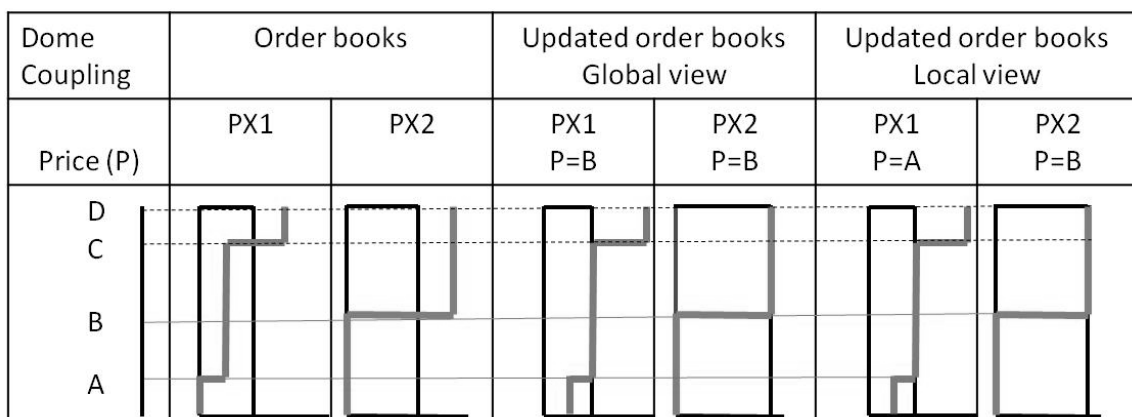 Dome Coupling
Order books
Updated order books Global view
Updated order books Local view
Price (P)
PX1
PX2
PX1 P=B
PX2 P=B
PX1 P=A
PX2 P=B
D
C
B
A